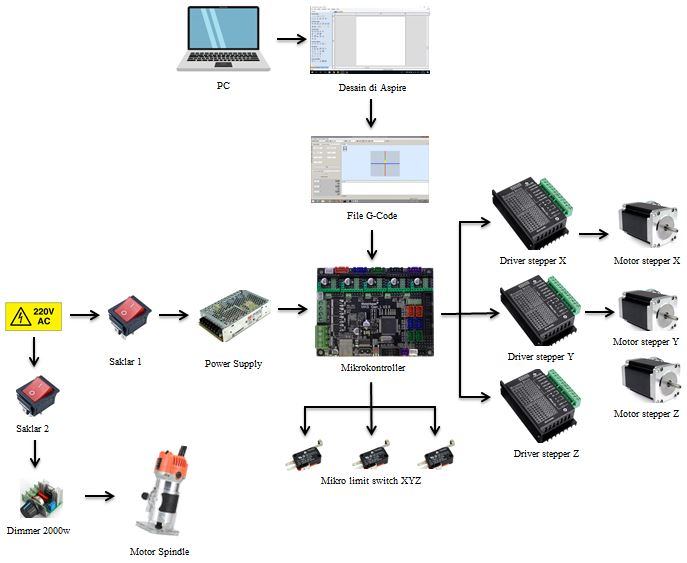 PC
Desain di Aspire
File G-Code
Driver stepper X
Motor stepper X
220V
AC
Saklar 1
Power Supply
Mikrokontroller
Driver stepper Y
Motor stepper Y
Motor stepper Z
Saklar 2
Driver stepper Z
Mikro limit switch XYZ
Dimmer 2000w
Motor Spindle